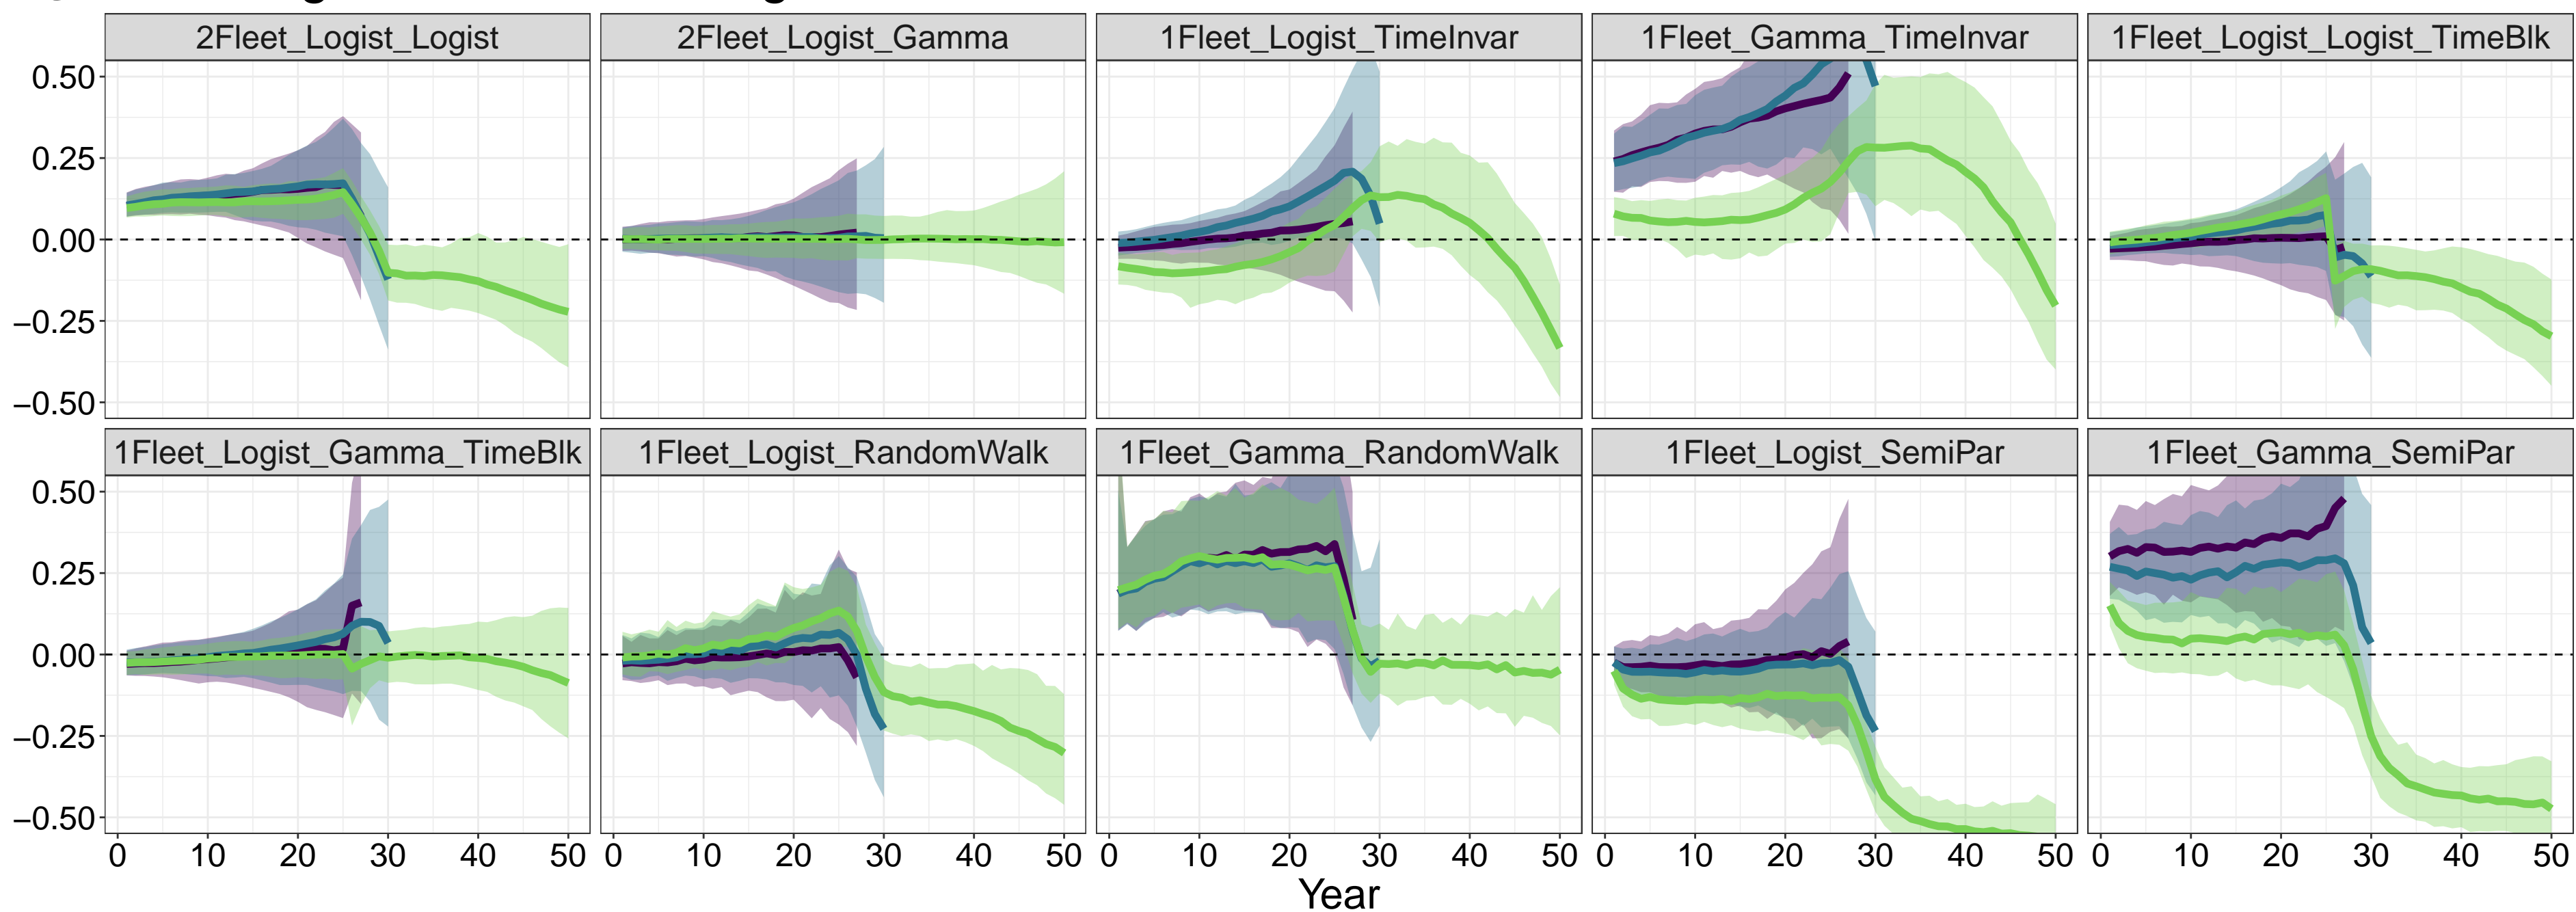 2Fleet_Logist_Logist 2Fleet_Logist_Gamma 1Fleet_Logist_TimeInvar 1Fleet_Gamma_TimeInvar 1Fleet_Logist_Logist_TimeBlk
0.50
0.25
0.00
−0.25
−0.50
1Fleet_Logist_Gamma_TimeBlk 1Fleet_Logist_RandomWalk 1Fleet_Gamma_RandomWalk 1Fleet_Logist_SemiPar 1Fleet_Gamma_SemiPar
0.50
0.25
0.00
−0.25
−0.50
0 10 20 30 40 50 0 10 20 30 40 50 0 10 20 30 40 50 0 10 20 30 40 50 0 10 20 30 40 50
Year